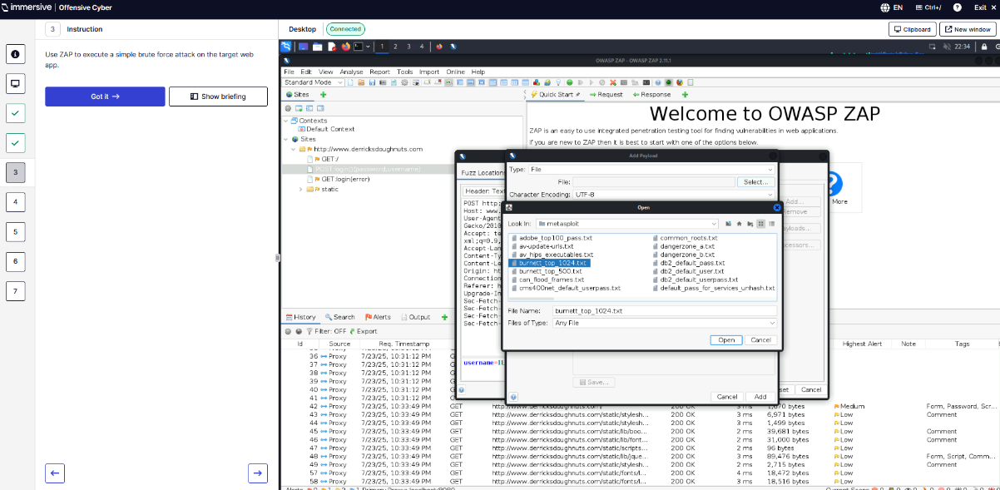 immersive | Offensive Cyber
EN
Ctrl+/
Exit
3 Instruction
Use ZAP to execute a simple brute force attack on the target web
app.
Got it
Show briefing
3
4
5
6
7
Desktop
Connected
Clipboard
New window
1 2 3 4
22:34
OWASP ZAP - OWASP ZAP 2.11.1
File Edit View Analyse Report Tools Import Online Help
Standard Mode
Sites
Quick Start
Request
Response
Contexts
Default Context
Sites
http://www.derricksdoughnuts.com
GET:/
POST:login()(password,username)
GET:login(error)
static
Welcome to OWASP ZAP
ZAP is an easy to use integrated penetration testing tool for finding vulnerabilities in web applications.
If you are new to ZAP then it is best to start with one of the options below.
More
Fuzz Locations
Header: Text
POST http:
Host: www.
User-Agent
Gecko/2010
Accept: te
xml;q=0.9,
Accept-Lan
Content-Ty
Content-Le
Origin: ht
Connection
Referer: h
Upgrade-In
Sec-Fetch-
Sec-Fetch-
Sec-Fetch-
Sec-Fetch-
Add...
Remove
Cancel
Add Payload
Type: File
File:
Select...
Character Encoding: UTF-8
Save...
Cancel
Add
Open
Look In: metasploit
adobe_top100_pass.txt
av-update-urls.txt
av_hips_executables.txt
burnett_top_1024.txt
burnett_top_500.txt
can_flood_frames.txt
cms400net_default_userpass.txt
common_roots.txt
dangerzone_a.txt
dangerzone_b.txt
db2_default_pass.txt
db2_default_user.txt
db2_default_userpass.txt
default_pass_for_services_unhash.txt
File Name: burnett_top_1024.txt
Files of Type: Any File
Open
Cancel
History
Search
Alerts
Output
Filter: OFF
Export
Id Source Req. Timestamp
Highest Alert Note Tags
36 Proxy 7/23/25, 10:31:12 PM GET
37 Proxy 7/23/25, 10:31:12 PM GET
38 Proxy 7/23/25, 10:31:12 PM GET
39 Proxy 7/23/25, 10:31:12 PM GET
40 Proxy 7/23/25, 10:31:12 PM GET
41 Proxy 7/23/25, 10:31:12 PM GET
42 Proxy 7/23/25, 10:33:49 PM GET http://www.derricksdoughnuts.com/ 200 OK 3 ms bytes Medium Form, Password, Scr...
43 Proxy 7/23/25, 10:33:49 PM GET http://www.derricksdoughnuts.com/static/stylesh... 200 OK 3 ms 6,971 bytes Low Comment
44 Proxy 7/23/25, 10:33:49 PM GET http://www.derricksdoughnuts.com/static/stylesh... 200 OK 3 ms 1,499 bytes Low
45 Proxy 7/23/25, 10:33:49 PM GET http://www.derricksdoughnuts.com/static/lib/boo... 200 OK 2 ms 39,681 bytes Low Comment
46 Proxy 7/23/25, 10:33:49 PM GET http://www.derricksdoughnuts.com/static/lib/fon... 200 OK 2 ms 31,000 bytes Low Comment
47 Proxy 7/23/25, 10:33:49 PM GET http://www.derricksdoughnuts.com/static/scripts... 200 OK 2 ms 96 bytes Low
48 Proxy 7/23/25, 10:33:49 PM GET http://www.derricksdoughnuts.com/static/lib/jque... 200 OK 3 ms 89,476 bytes Low Form, Script, Comm...
49 Proxy 7/23/25, 10:33:49 PM GET http://www.derricksdoughnuts.com/static/stylesh... 200 OK 2 ms 2,715 bytes Low Comment
57 Proxy 7/23/25, 10:33:49 PM GET http://www.derricksdoughnuts.com/static/fonts/l... 200 OK 4 ms 18,472 bytes Low
58 Proxy 7/23/25, 10:33:49 PM GET http://www.derricksdoughnuts.com/static/fonts/l... 200 OK 3 ms 18,516 bytes Low